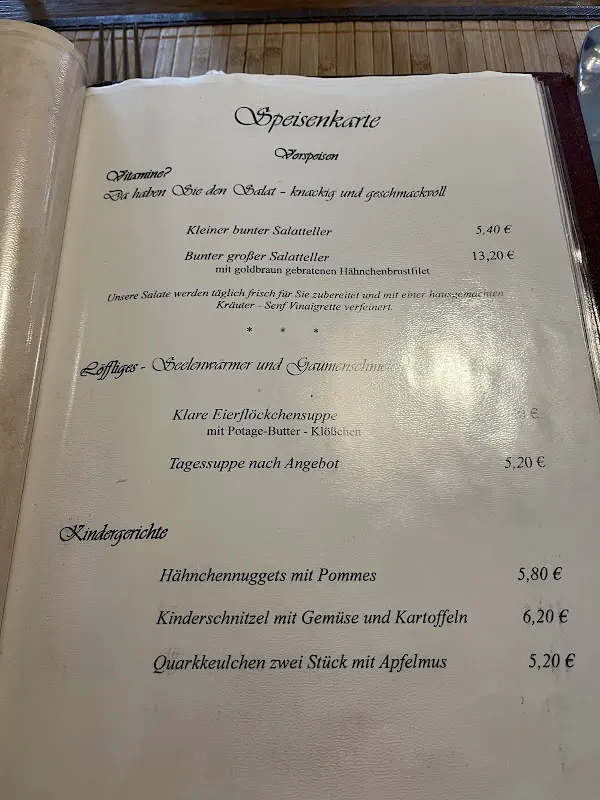 Speisenkarte
Vorspeisen
Vitamine?
Da haben Sie den Salat - knackig und geschmackvoll
Kleiner bunter Salatteller 5,40 €
Bunter großer Salatteller 13,20 €
mit goldbraun gebratenen Hähnchenbrustfilet
Unsere Salate werden täglich frisch für Sie zubereitet und mit einer hausgemachten
Kräuter - Senf Vinaigrette verfeinert.
* * *
Löffliges - Seelenwärmer und
Klare Eierflöckchensuppe €
mit Potage-Butter - Klößchen
Tagessuppe nach Angebot 5,20 €
Kindergerichte
Hähnchennuggets mit Pommes 5,80 €
Kinderschnitzel mit Gemüse und Kartoffeln 6,20 €
Quarkkeulchen zwei Stück mit Apfelmus 5,20 €